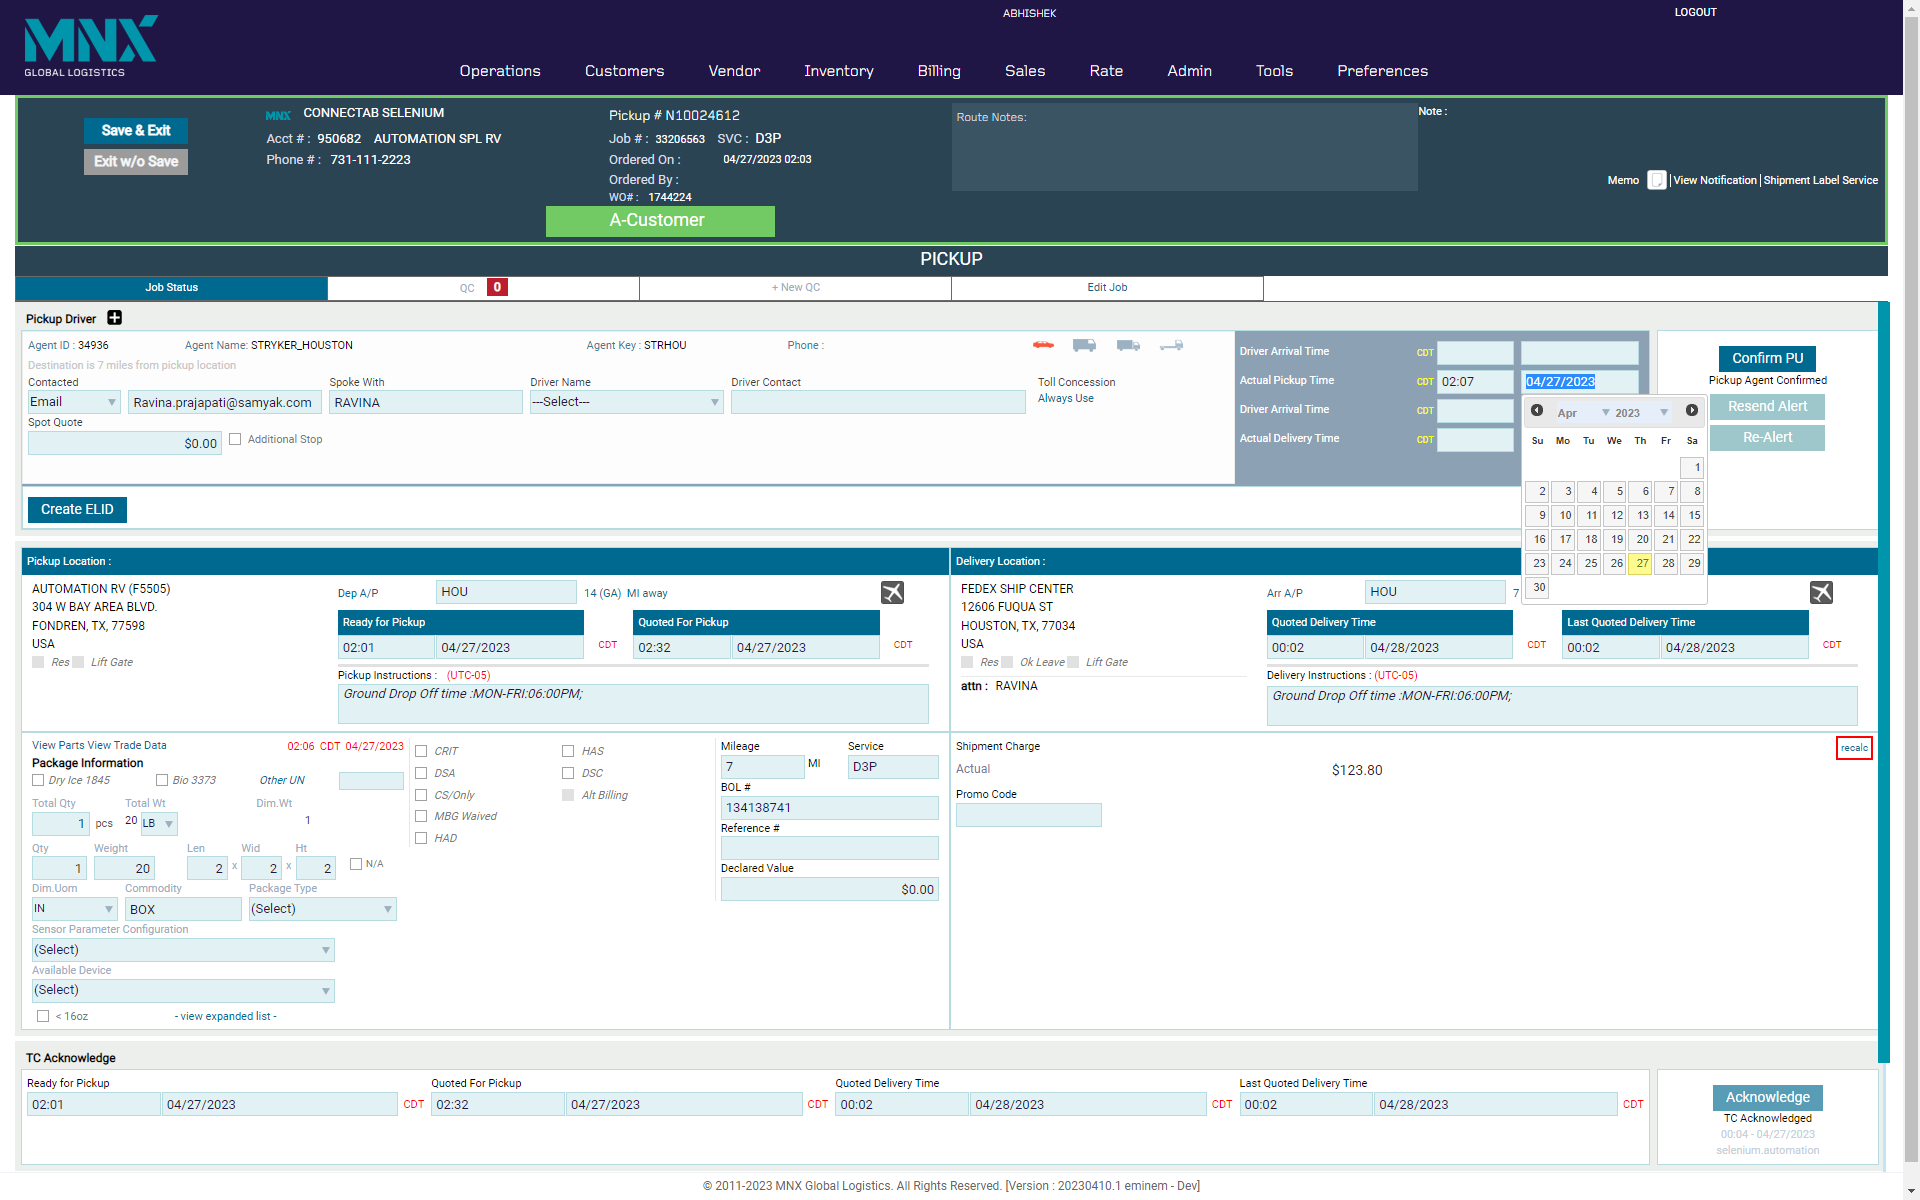 MNX
GLOBAL LOGISTICS
ABHISHEK
LOGOUT
Operations Customers Vendor Inventory Billing Sales Rate Admin Tools Preferences
Save & Exit
Exit w/o Save
MNX CONNECTAB SELENIUM
Acct # : 950682 AUTOMATION SPL RV
Phone # : 731-111-2223
Pickup # N10024612
Job # : 33206563 SVC : D3P
Ordered On : 04/27/2023 02:03
Ordered By :
WO# : 1744224
A-Customer
Route Notes:
Note :
Memo |View Notification|Shipment Label Service
PICKUP
Job Status QC 0 + New QC Edit Job
Pickup Driver
Agent ID : 34936 Agent Name: STRYKER_HOUSTON Agent Key : STRHOU Phone :
Destination is 7 miles from pickup location
Contacted Spoke With Driver Name Driver Contact Toll Concession
Always Use
Email Ravina.prajapati@samyak.com RAVINA ---Select---
Spot Quote
$0.00 Additional Stop
Driver Arrival Time CDT
Actual Pickup Time CDT 02:07 04/27/2023
Driver Arrival Time CDT
Actual Delivery Time CDT
Confirm PU
Pickup Agent Confirmed
Resend Alert
Re-Alert
Apr 2023
Su Mo Tu We Th Fr Sa
1
2 3 4 5 6 7 8
9 10 11 12 13 14 15
16 17 18 19 20 21 22
23 24 25 26 27 28 29
30
Create ELID
Pickup Location :
AUTOMATION RV (F5505)
304 W BAY AREA BLVD.
FONDREN, TX, 77598
USA
Res Lift Gate
Dep A/P HOU 14 (GA) MI away
Ready for Pickup Quoted For Pickup
02:01 04/27/2023 CDT 02:32 04/27/2023 CDT
Pickup Instructions : (UTC-05)
Ground Drop Off time :MON-FRI:06:00PM;
Delivery Location :
FEDEX SHIP CENTER
12606 FUQUA ST
HOUSTON, TX, 77034
USA
Res Ok Leave Lift Gate
attn : RAVINA
Arr A/P HOU 7
Quoted Delivery Time Last Quoted Delivery Time
00:02 04/28/2023 CDT 00:02 04/28/2023 CDT
Delivery Instructions : (UTC-05)
Ground Drop Off time :MON-FRI:06:00PM;
View Parts View Trade Data 02:06 CDT 04/27/2023
Package Information
Dry Ice 1845 Bio 3373 Other UN
Total Qty Total Wt Dim.Wt
1 pcs 20 LB 1
Qty Weight Len Wid Ht
1 20 2 x 2 x 2 N/A
Dim.Uom Commodity Package Type
IN BOX (Select)
Sensor Parameter Configuration
(Select)
Available Device
(Select)
< 16oz - view expanded list -
CRIT HAS
DSA DSC
CS/Only Alt Billing
MBG Waived
HAD
Mileage Service
7 MI D3P
BOL #
134138741
Reference #
Declared Value
$0.00
Shipment Charge recalc
Actual $123.80
Promo Code
TC Acknowledge
Ready for Pickup Quoted For Pickup Quoted Delivery Time Last Quoted Delivery Time
02:01 04/27/2023 CDT 02:32 04/27/2023 CDT 00:02 04/28/2023 CDT 00:02 04/28/2023 CDT
Acknowledge
TC Acknowledged
00:04 - 04/27/2023
selenium.automation
© 2011-2023 MNX Global Logistics. All Rights Reserved. [Version : 20230410.1 eminem - Dev]